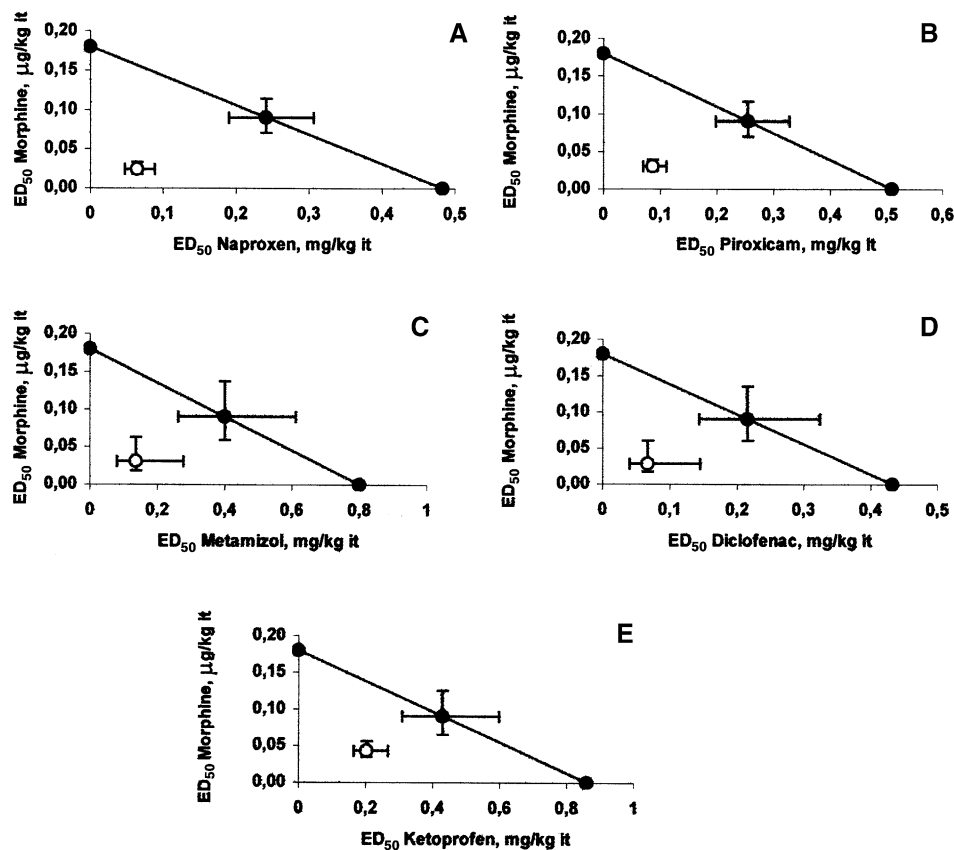 A
ED50 Morphine, µg/kg it
0,20
0,15
0,10
0,05
0,00
0 0,1 0,2 0,3 0,4 0,5
ED50 Naproxen, mg/kg it
B
ED50 Morphine, µg/kg it
0,20
0,15
0,10
0,05
0,00
0 0,1 0,2 0,3 0,4 0,5 0,6
ED50 Piroxicam, mg/kg it
C
ED50 Morphine, µg/kg it
0,20
0,15
0,10
0,05
0,00
0 0,2 0,4 0,6 0,8 1
ED50 Metamizol, mg/kg it
D
ED50 Morphine, µg/kg it
0,20
0,15
0,10
0,05
0,00
0 0,1 0,2 0,3 0,4 0,5
ED50 Diclofenac, mg/kg it
E
ED50 Morphine, µg/kg it
0,20
0,15
0,10
0,05
0,00
0 0,2 0,4 0,6 0,8 1
ED50 Ketoprofen, mg/kg it